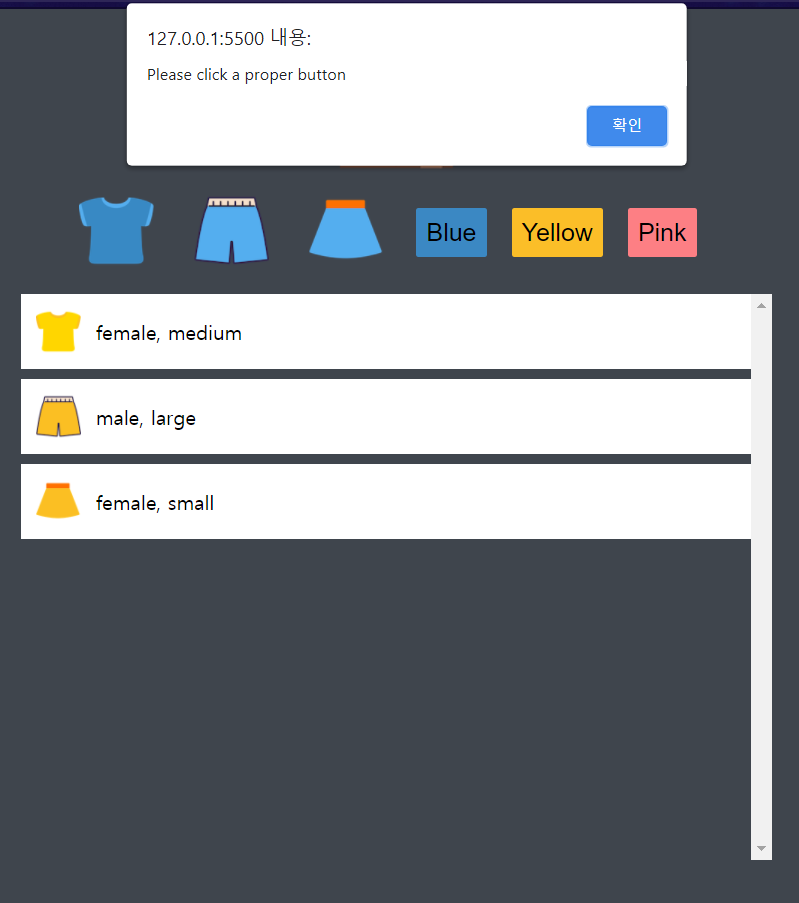 127.0.0.1:5500 내용:
Please click a proper button
확인
Blue Yellow Pink
female, medium
male, large
female, small